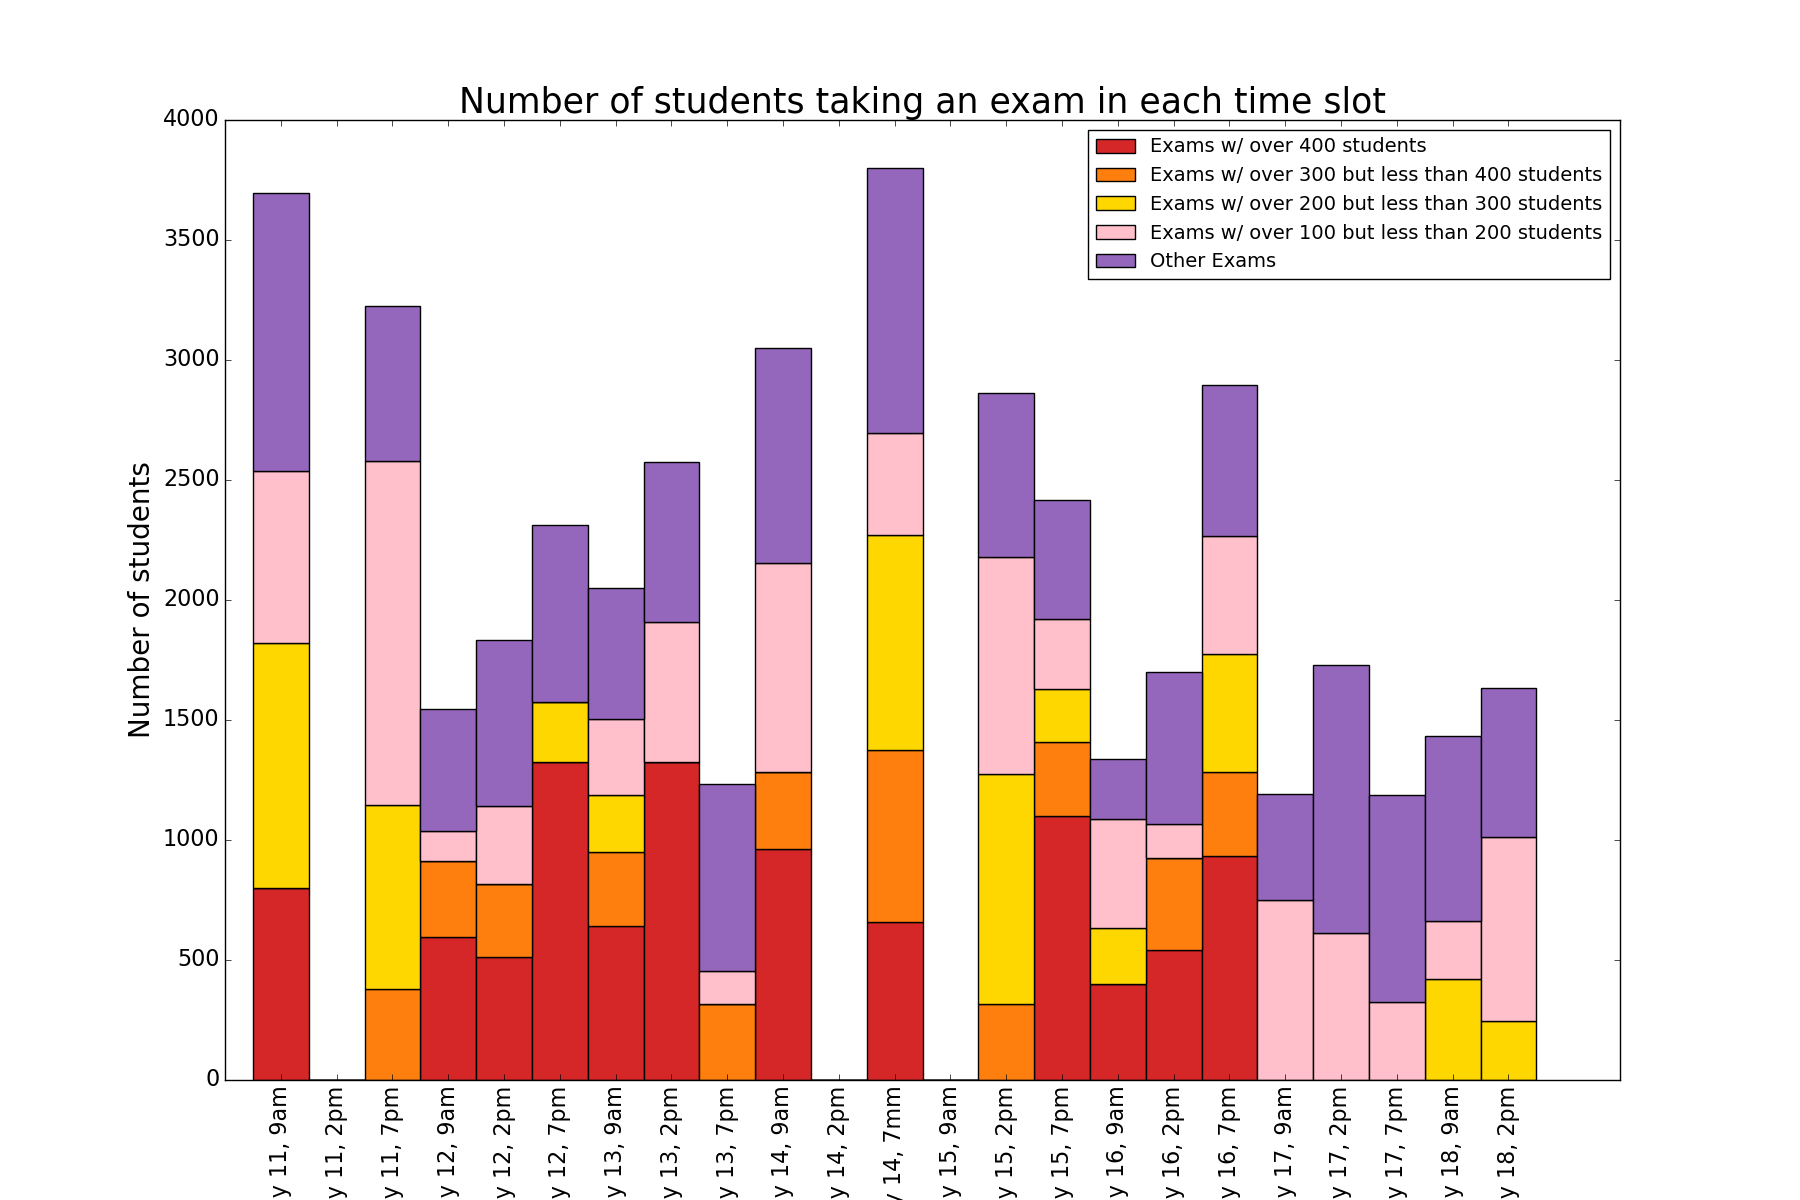 Number of students taking an exam in each time slot
4000
3500
3000
2500
2000
1500
1000
500
0
Number of students
Exams w/ over 400 students
Exams w/ over 300 but less than 400 students
Exams w/ over 200 but less than 300 students
Exams w/ over 100 but less than 200 students
Other Exams
y 11, 9am
y 11, 2pm
y 11, 7pm
y 12, 9am
y 12, 2pm
y 12, 7pm
y 13, 9am
y 13, 2pm
y 13, 7pm
y 14, 9am
y 14, 2pm
y 14, 7mm
y 15, 9am
y 15, 2pm
y 15, 7pm
y 16, 9am
y 16, 2pm
y 16, 7pm
y 17, 9am
y 17, 2pm
y 17, 7pm
y 18, 9am
y 18, 2pm